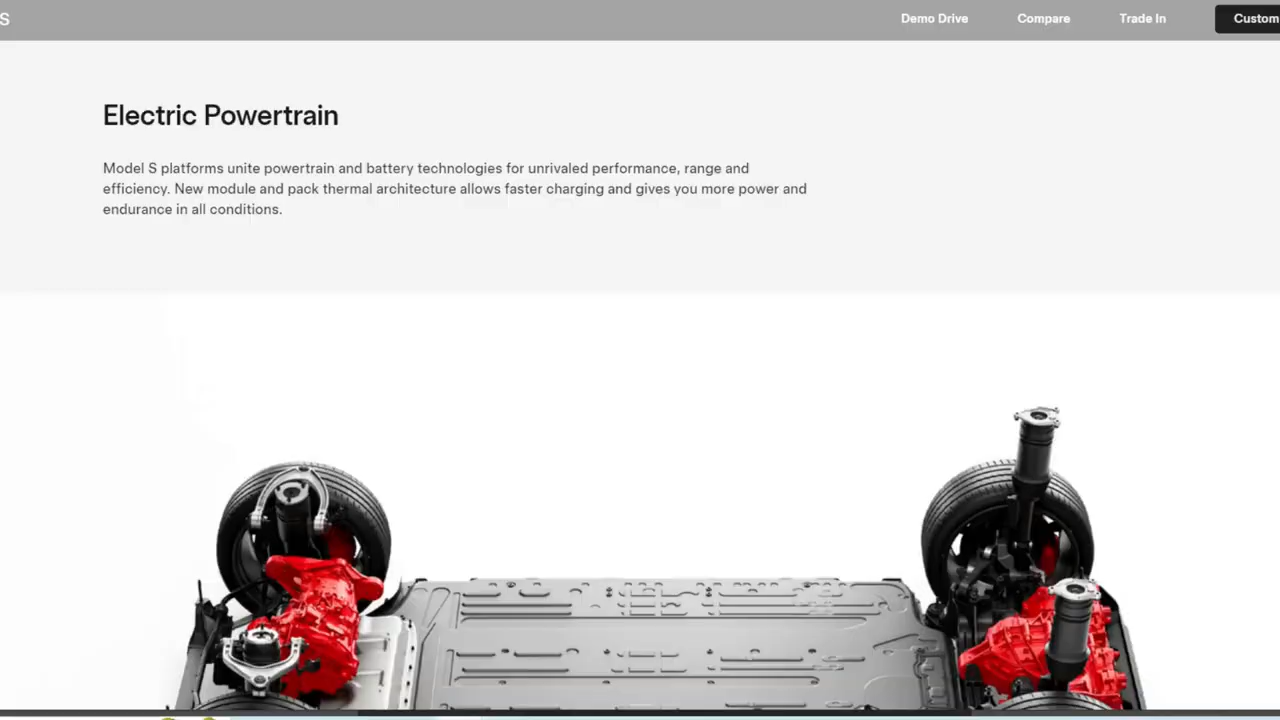 S
Demo Drive Compare Trade In Custom
Electric Powertrain
Model S platforms unite powertrain and battery technologies for unrivaled performance, range and
efficiency. New module and pack thermal architecture allows faster charging and gives you more power and
endurance in all conditions.